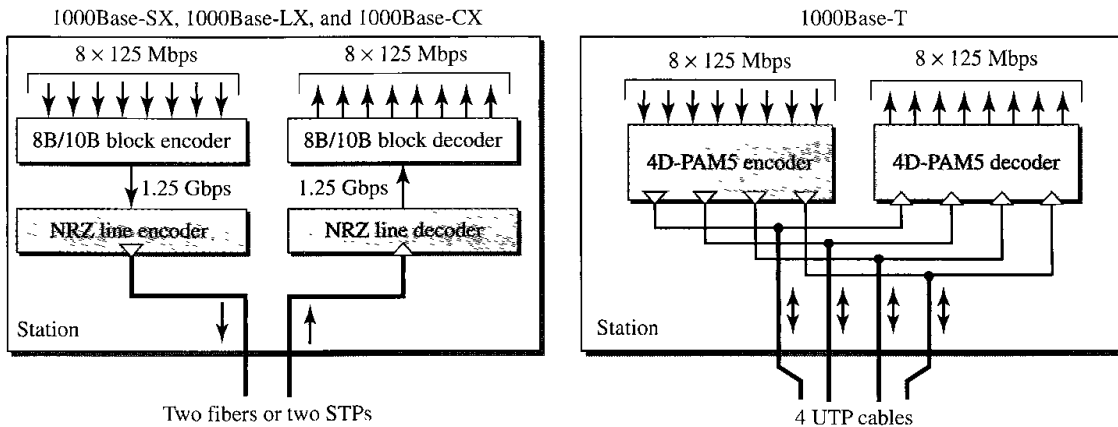 1000Base-SX, 1000Base-LX, and 1000Base-CX
8 × 125 Mbps
8 × 125 Mbps
8B/10B block encoder
8B/10B block decoder
1.25 Gbps
1.25 Gbps
NRZ line encoder
NRZ line decoder
Station
Two fibers or two STPs
1000Base-T
8 × 125 Mbps
8 × 125 Mbps
4D-PAM5 encoder
4D-PAM5 decoder
Station
4 UTP cables